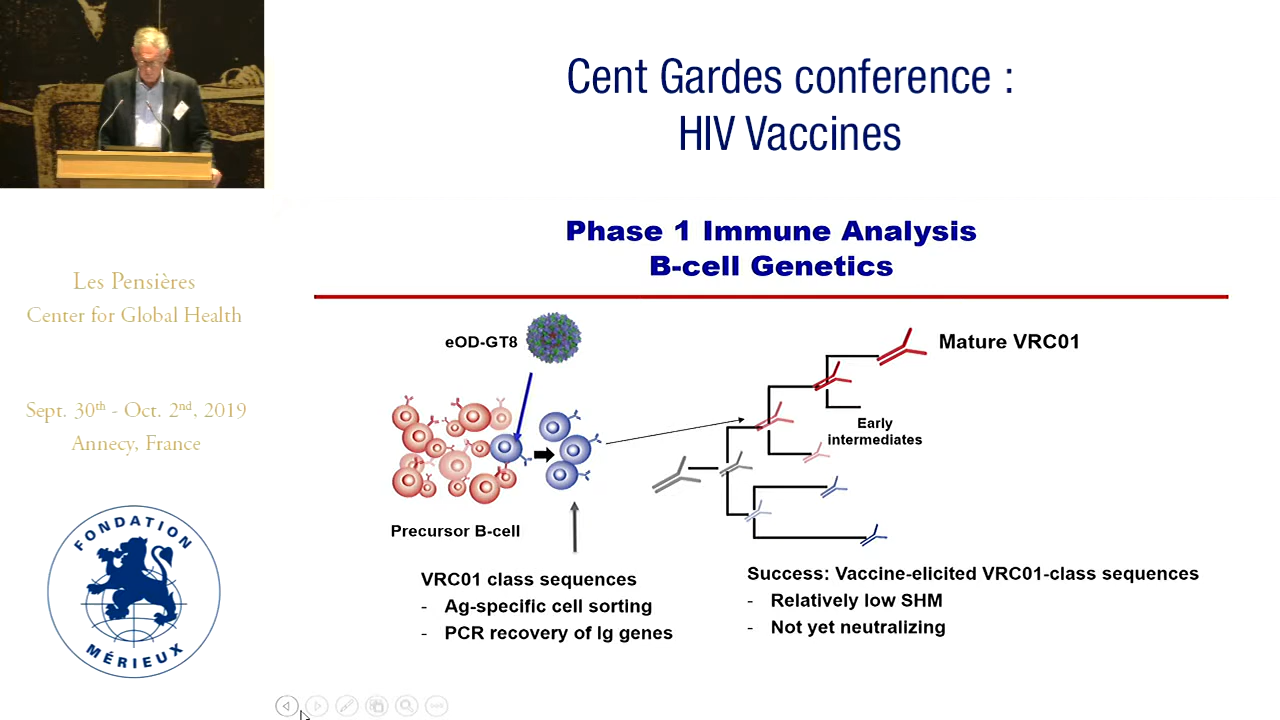 Cent Gardes conference :
HIV Vaccines
Les Pensières
Center for Global Health
Sept. 30th - Oct. 2nd, 2019
Annecy, France
FONDATION
MÉRIEUX
Phase 1 Immune Analysis
B-cell Genetics
eOD-GT8
Mature VRC01
Early
intermediates
Precursor B-cell
VRC01 class sequences
- Ag-specific cell sorting
- PCR recovery of Ig genes
Success: Vaccine-elicited VRC01-class sequences
- Relatively low SHM
- Not yet neutralizing